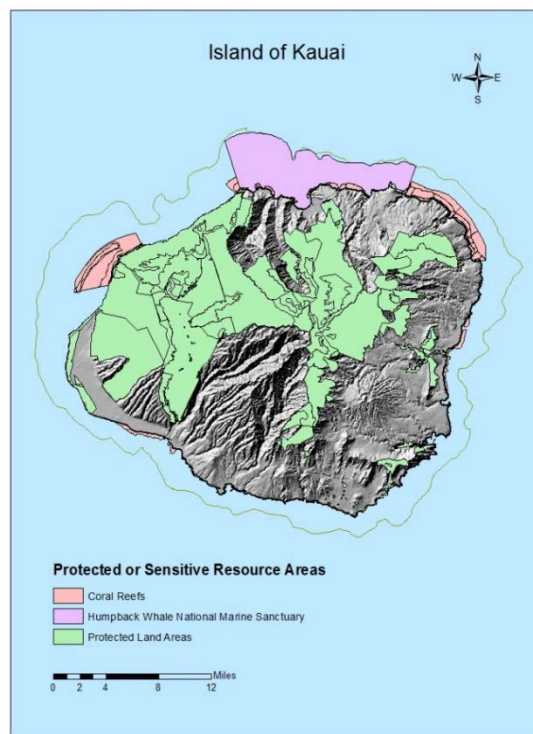 Island of Kauai
N
W E
S
Protected or Sensitive Resource Areas
Coral Reefs
Humpback Whale National Marine Sanctuary
Protected Land Areas
Miles
0 2 4 8 12